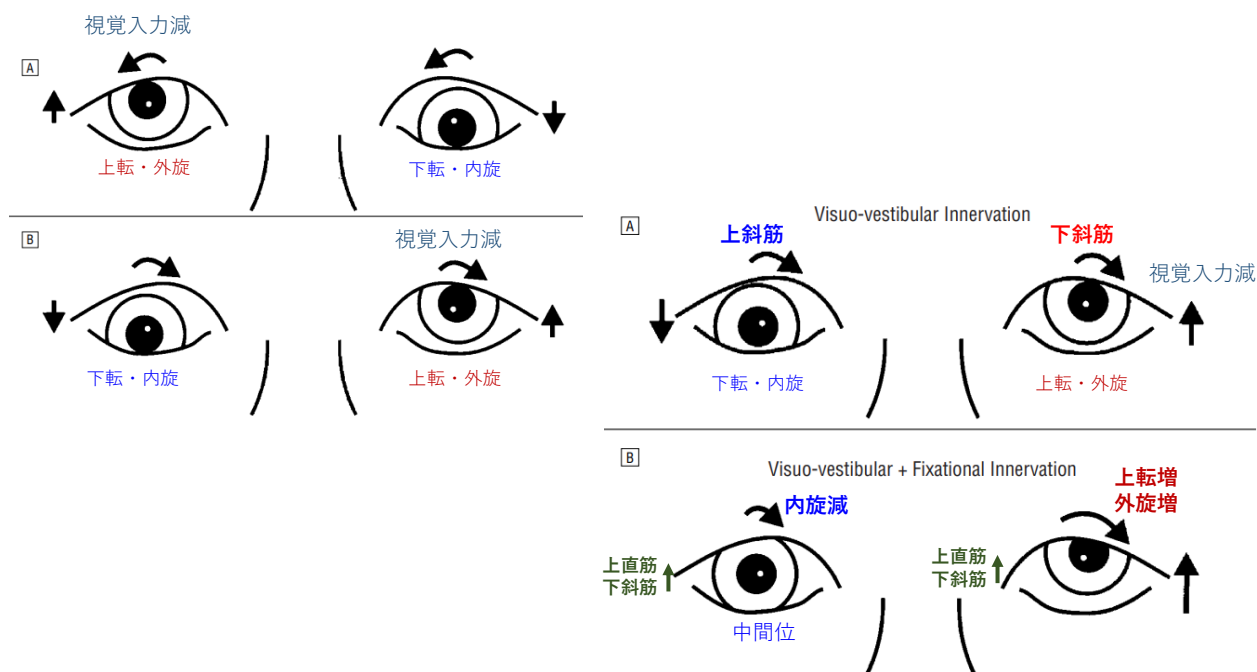 視覚入力減
A
上転・外旋
下転・内旋
B
視覚入力減
下転・内旋
上転・外旋
A
Visuo-vestibular Innervation
上斜筋
下斜筋
視覚入力減
下転・内旋
上転・外旋
B
Visuo-vestibular + Fixational Innervation
内旋減
上転増
外旋増
上直筋
下斜筋
上直筋
下斜筋
中間位